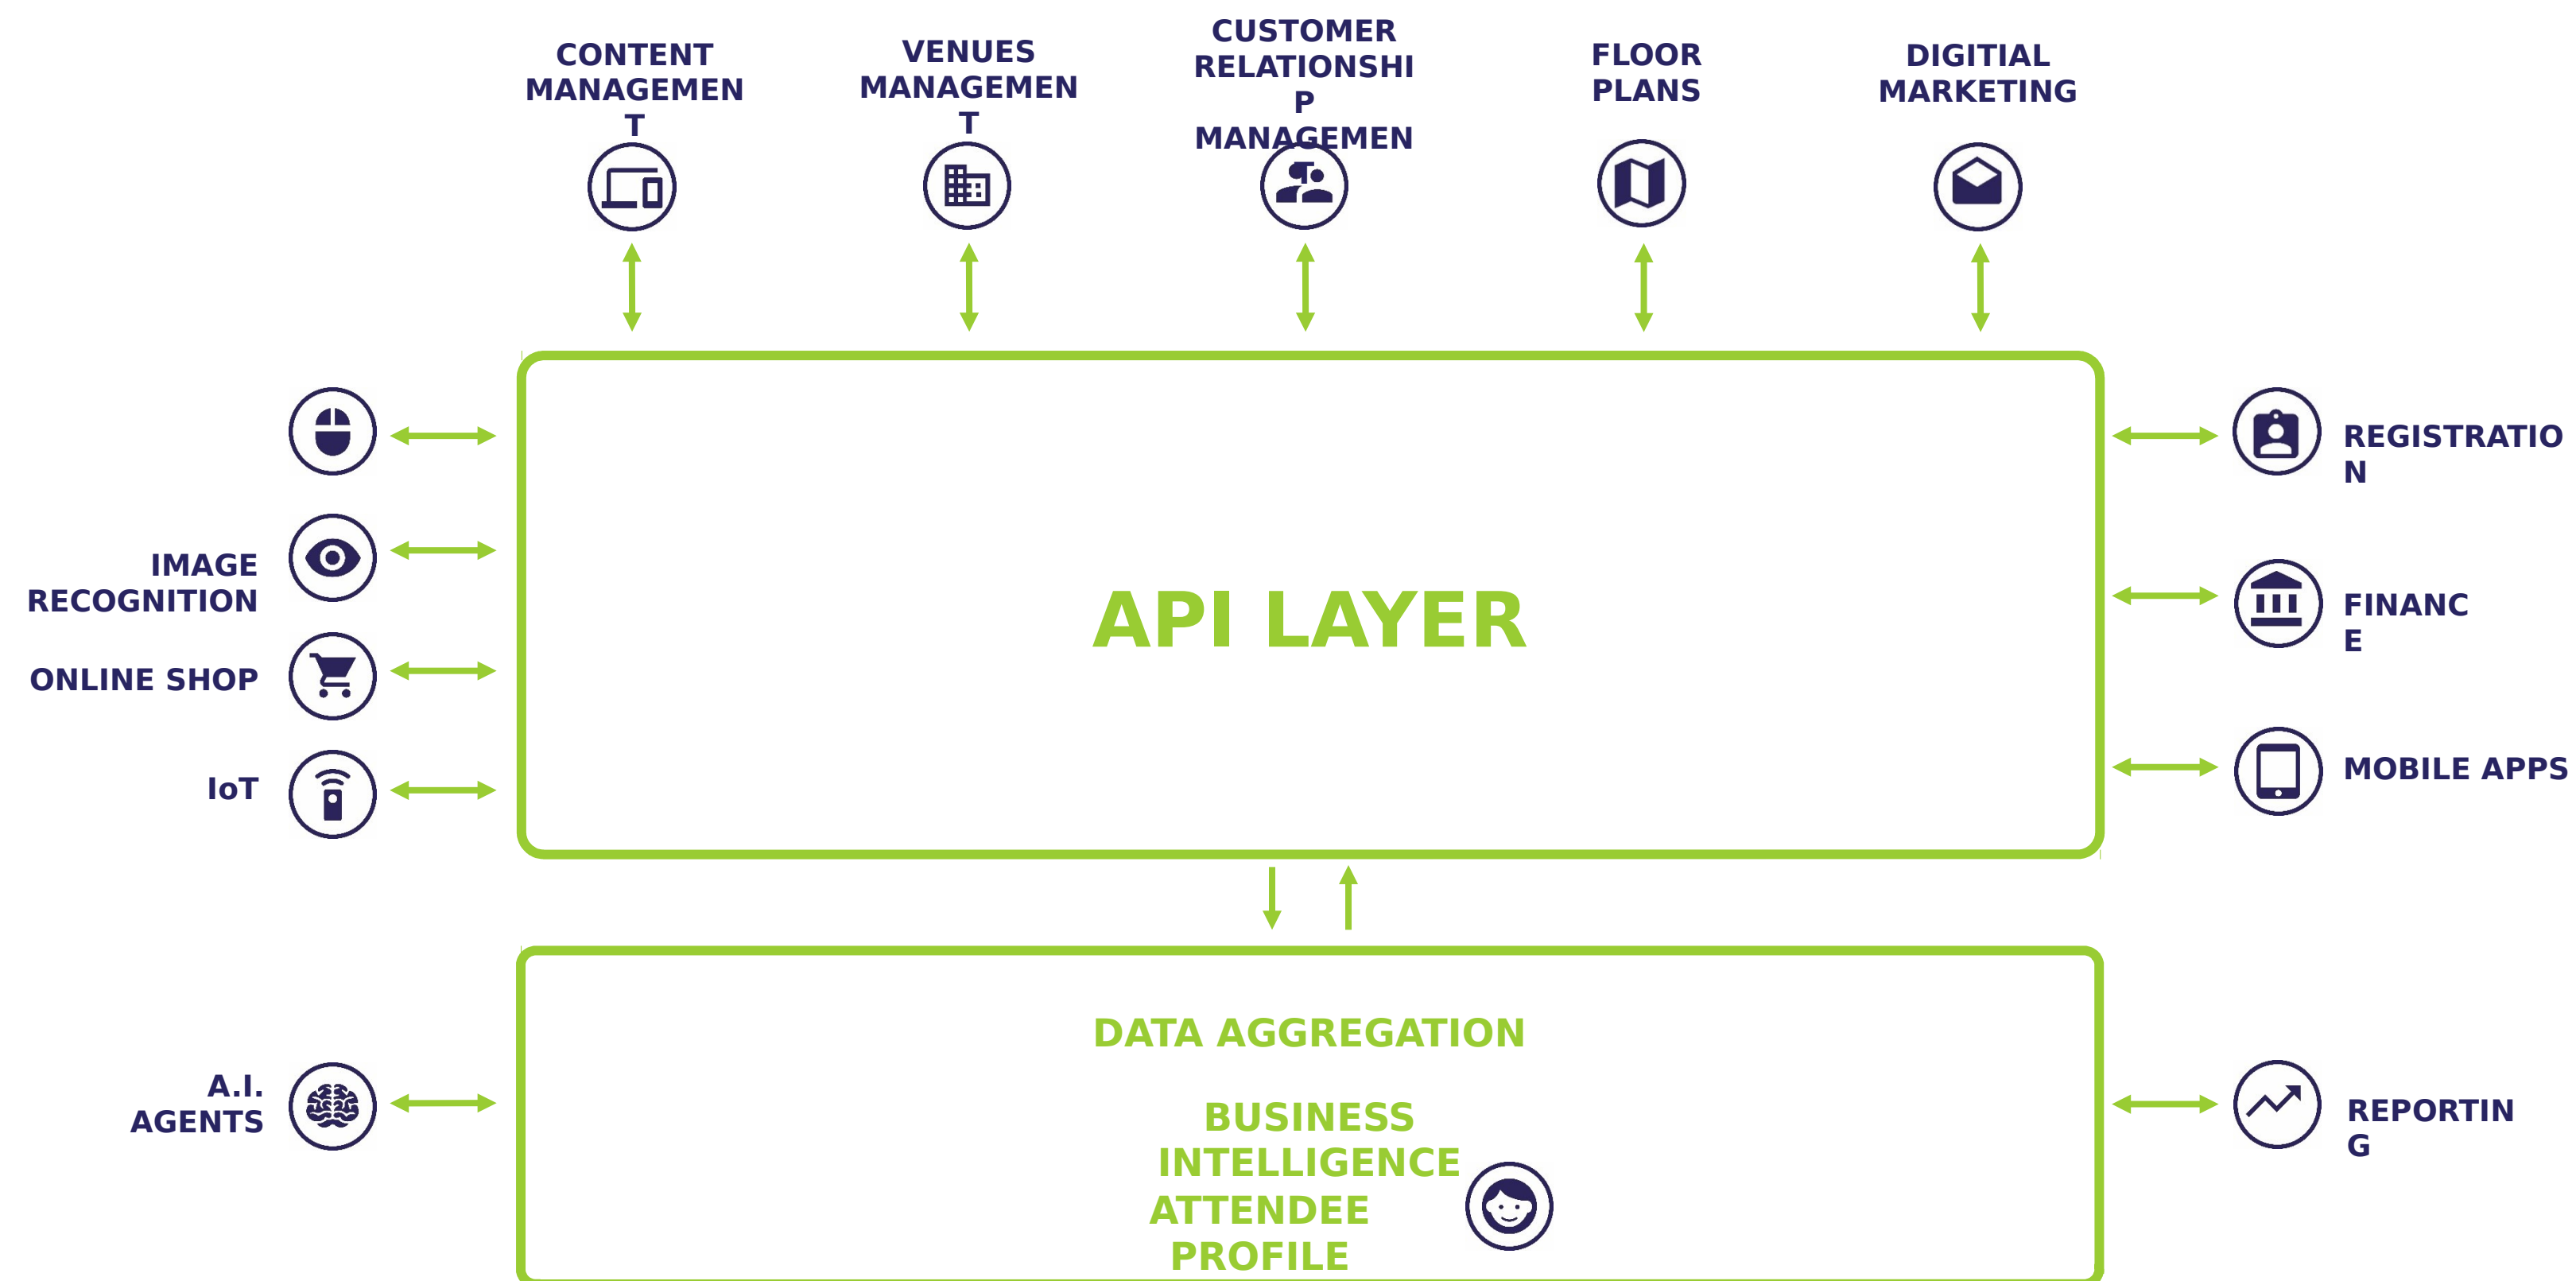 CONTENT
MANAGEMEN
T
VENUES
MANAGEMEN
T
CUSTOMER
RELATIONSHI
P
MANAGEMEN
T
FLOOR
PLANS
DIGITIAL
MARKETING
IMAGE
RECOGNITION
ONLINE SHOP
IoT
API LAYER
REGISTRATIO
N
FINANC
E
MOBILE APPS
A.I.
AGENTS
DATA AGGREGATION
BUSINESS
INTELLIGENCE
ATTENDEE
PROFILE
REPORTIN
G